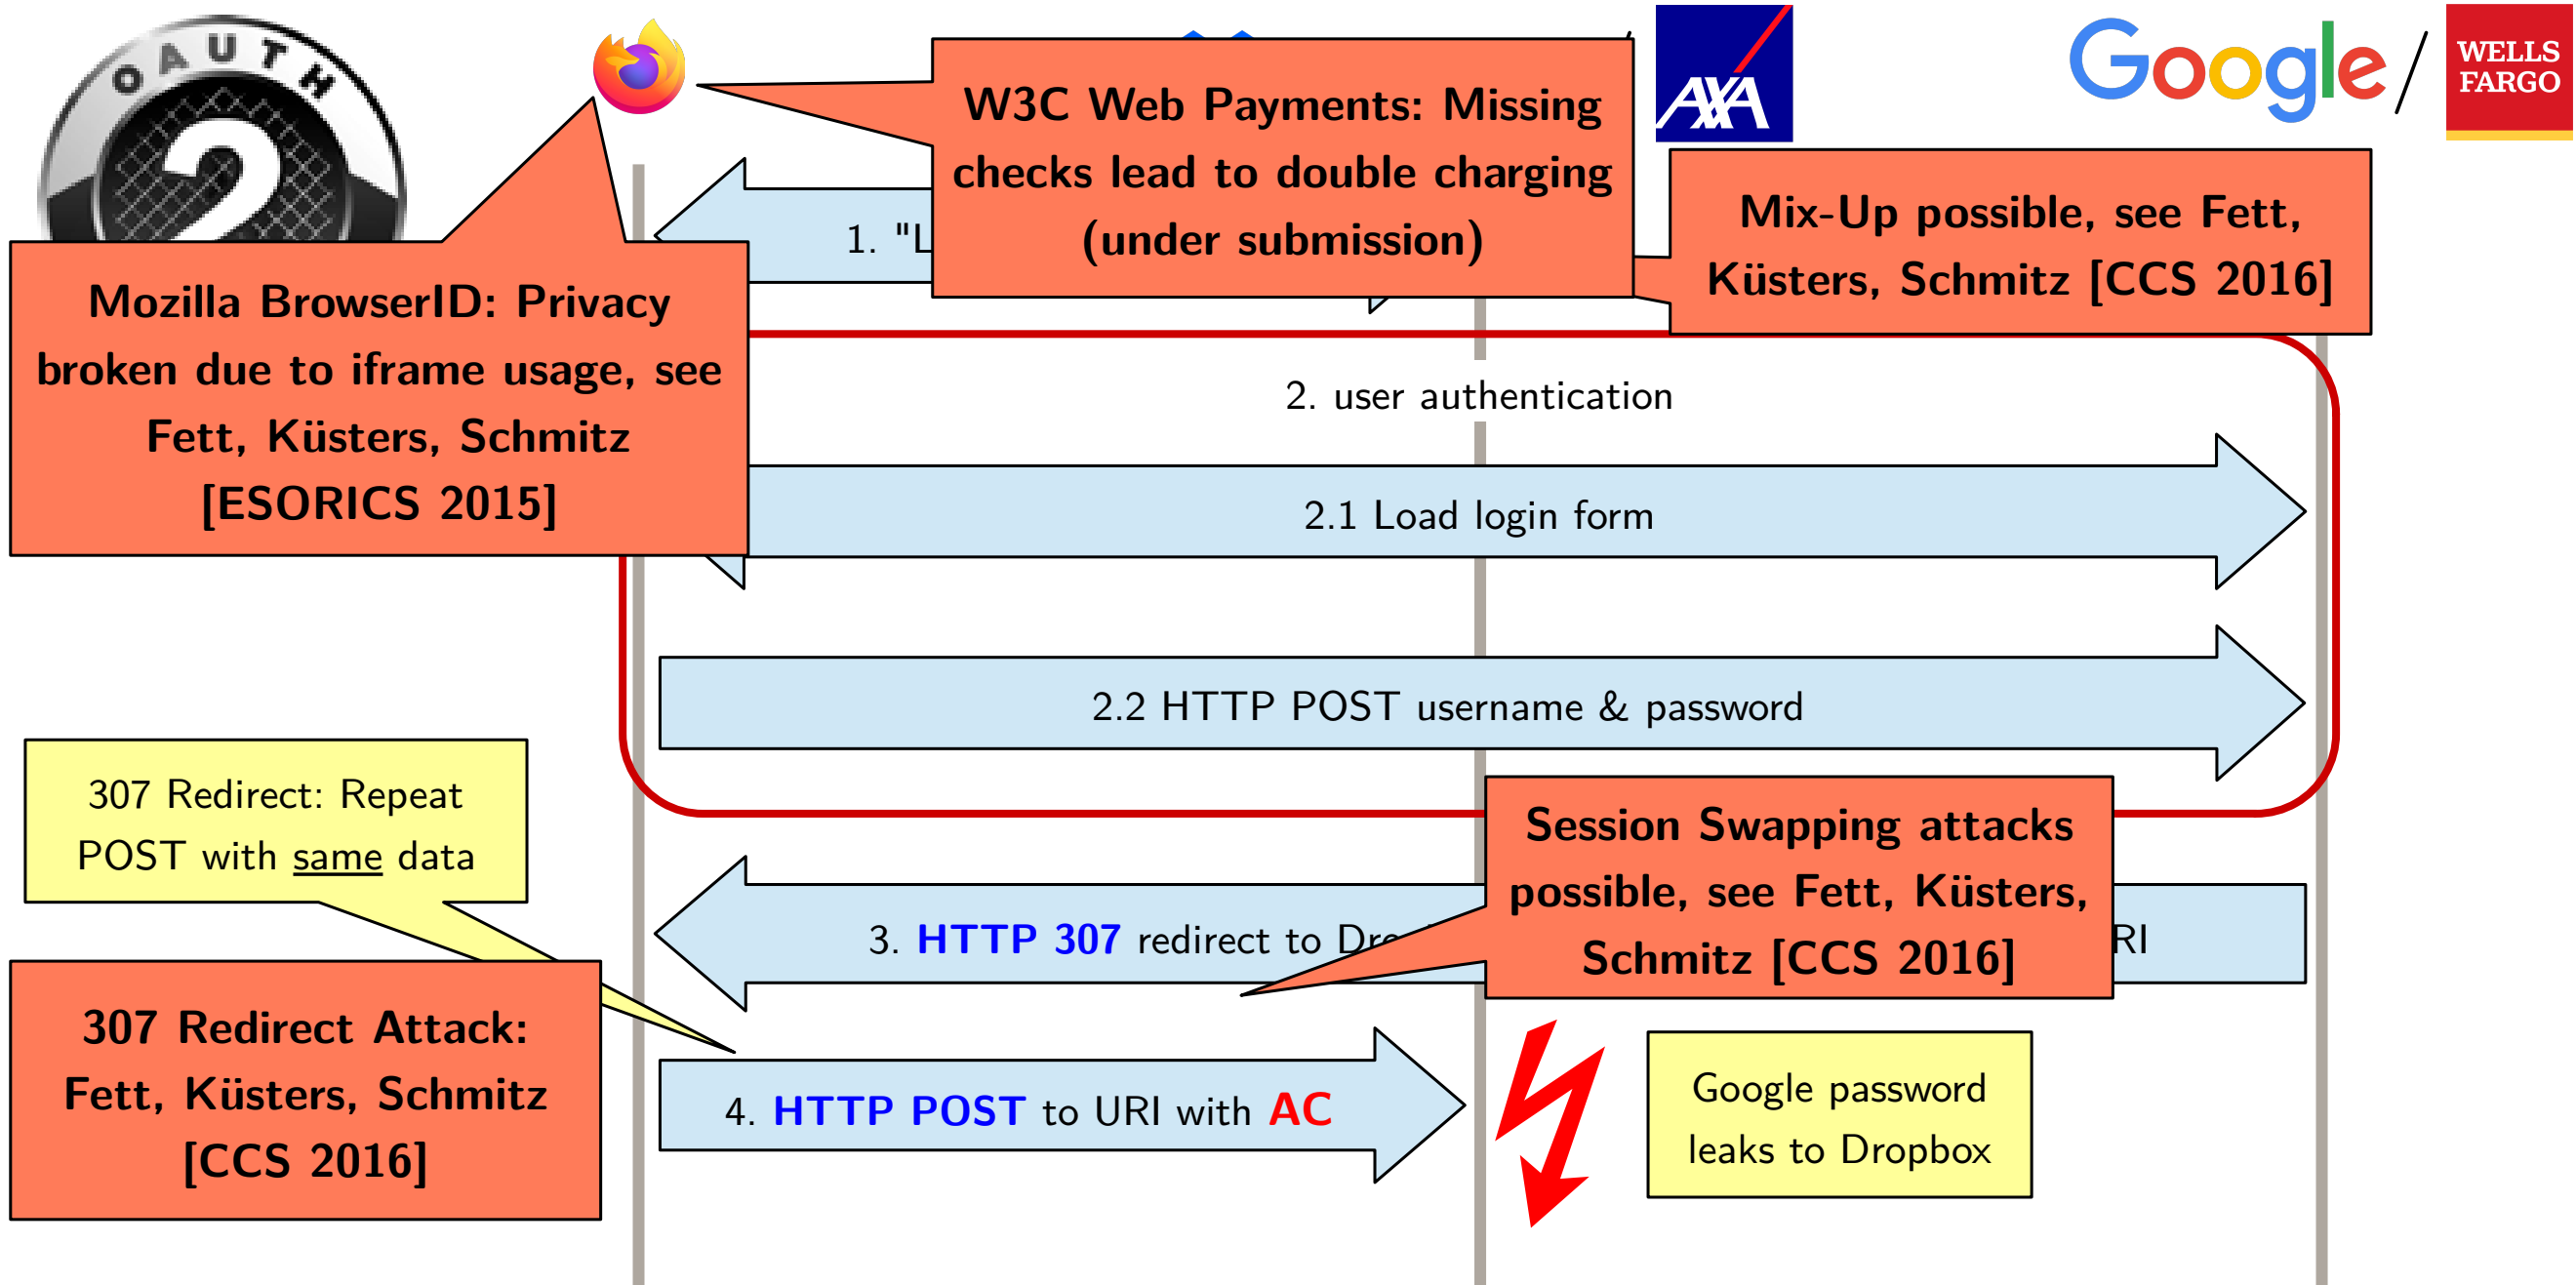 OAUTH
2
Google
WELLS
FARGO
AXA
W3C Web Payments: Missing
checks lead to double charging
(under submission)
Mix-Up possible, see Fett,
Küsters, Schmitz [CCS 2016]
1. "L
Mozilla BrowserID: Privacy
broken due to iframe usage, see
Fett, Küsters, Schmitz
[ESORICS 2015]
2. user authentication
2.1 Load login form
2.2 HTTP POST username & password
307 Redirect: Repeat
POST with same data
Session Swapping attacks
possible, see Fett, Küsters,
Schmitz [CCS 2016]
3. HTTP 307 redirect to
RI
307 Redirect Attack:
Fett, Küsters, Schmitz
[CCS 2016]
4. HTTP POST to URI with AC
Google password
leaks to Dropbox